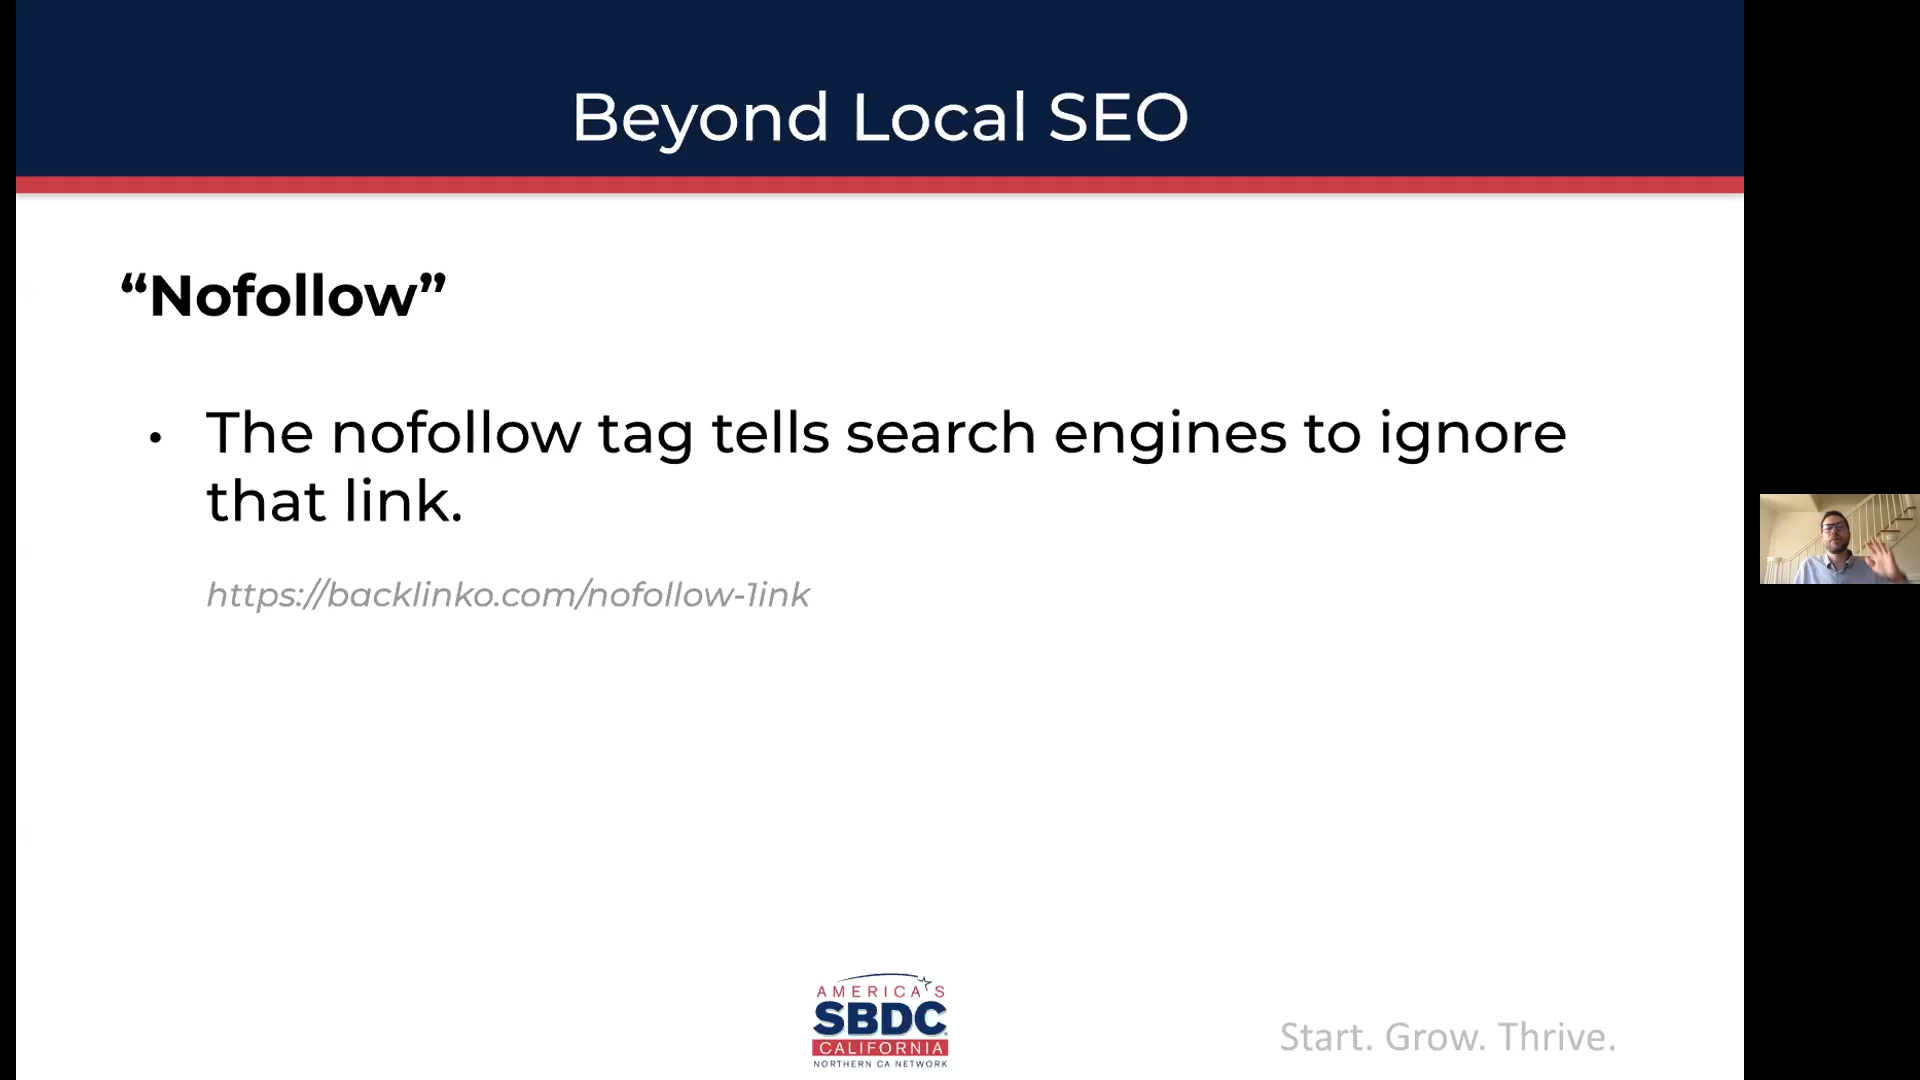 Beyond Local SEO
“Nofollow”
• The nofollow tag tells search engines to ignore
that link.
https://backlinko.com/nofollow-1ink
AMERICA'S
SBDC
CALIFORNIA
NORTHERN CA NETWORK
Start. Grow. Thrive.